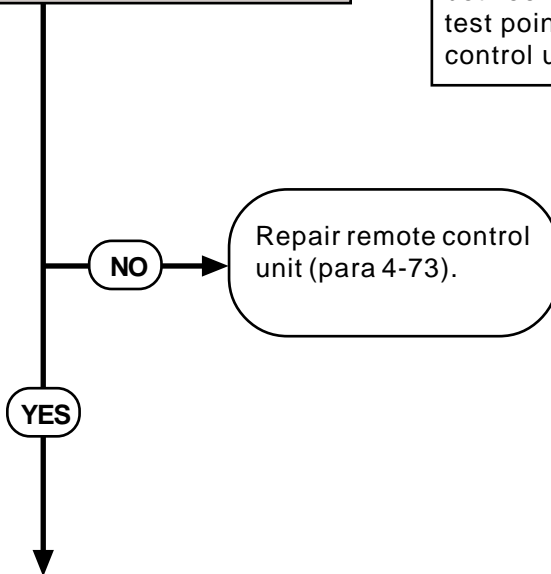 test poin
control u
NO
Repair remote control
unit (para 4-73).
YES